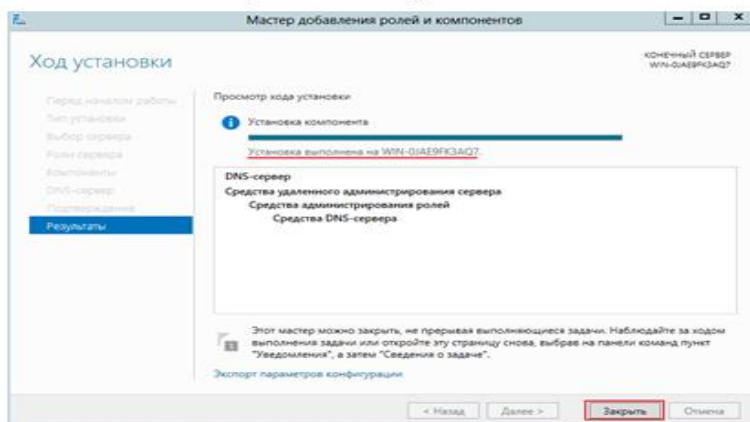 Мастер добавления ролей и компонентов
Ход установки
КОНЕЧНЫЙ СЕРВЕР
WIN-0JAE9FK3AQ7
Перед началом работы
Тип установки
Выбор сервера
Роли сервера
Компоненты
DNS-сервер
Подтверждение
Результаты
Просмотр хода установки
Установка компонента
Установка выполнена на WIN-0JAE9FK3AQ7.
DNS-сервер
Средства удаленного администрирования сервера
Средства администрирования ролей
Средства DNS-сервера
Этот мастер можно закрыть, не прерывая выполняющиеся задачи. Наблюдайте за ходом
выполнения задачи или откройте эту страницу снова, выбрав на панели команд пункт
"Уведомления", а затем "Сведения о задаче".
Экспорт параметров конфигурации
< Назад
Далее >
Закрыть
Отмена